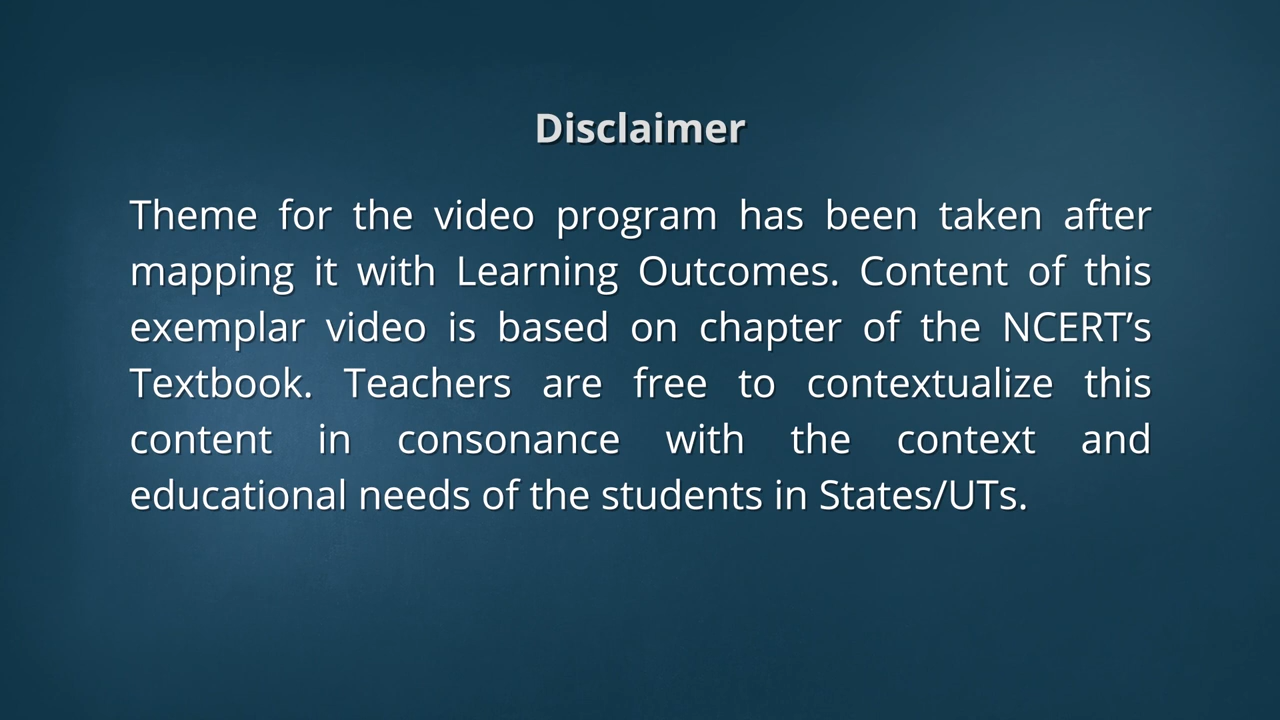 Disclaimer
Theme for the video program has been taken after
mapping it with Learning Outcomes. Content of this
exemplar video is based on chapter of the NCERT’s
Textbook. Teachers are free to contextualize this
content in consonance with the context and
educational needs of the students in States/UTs.